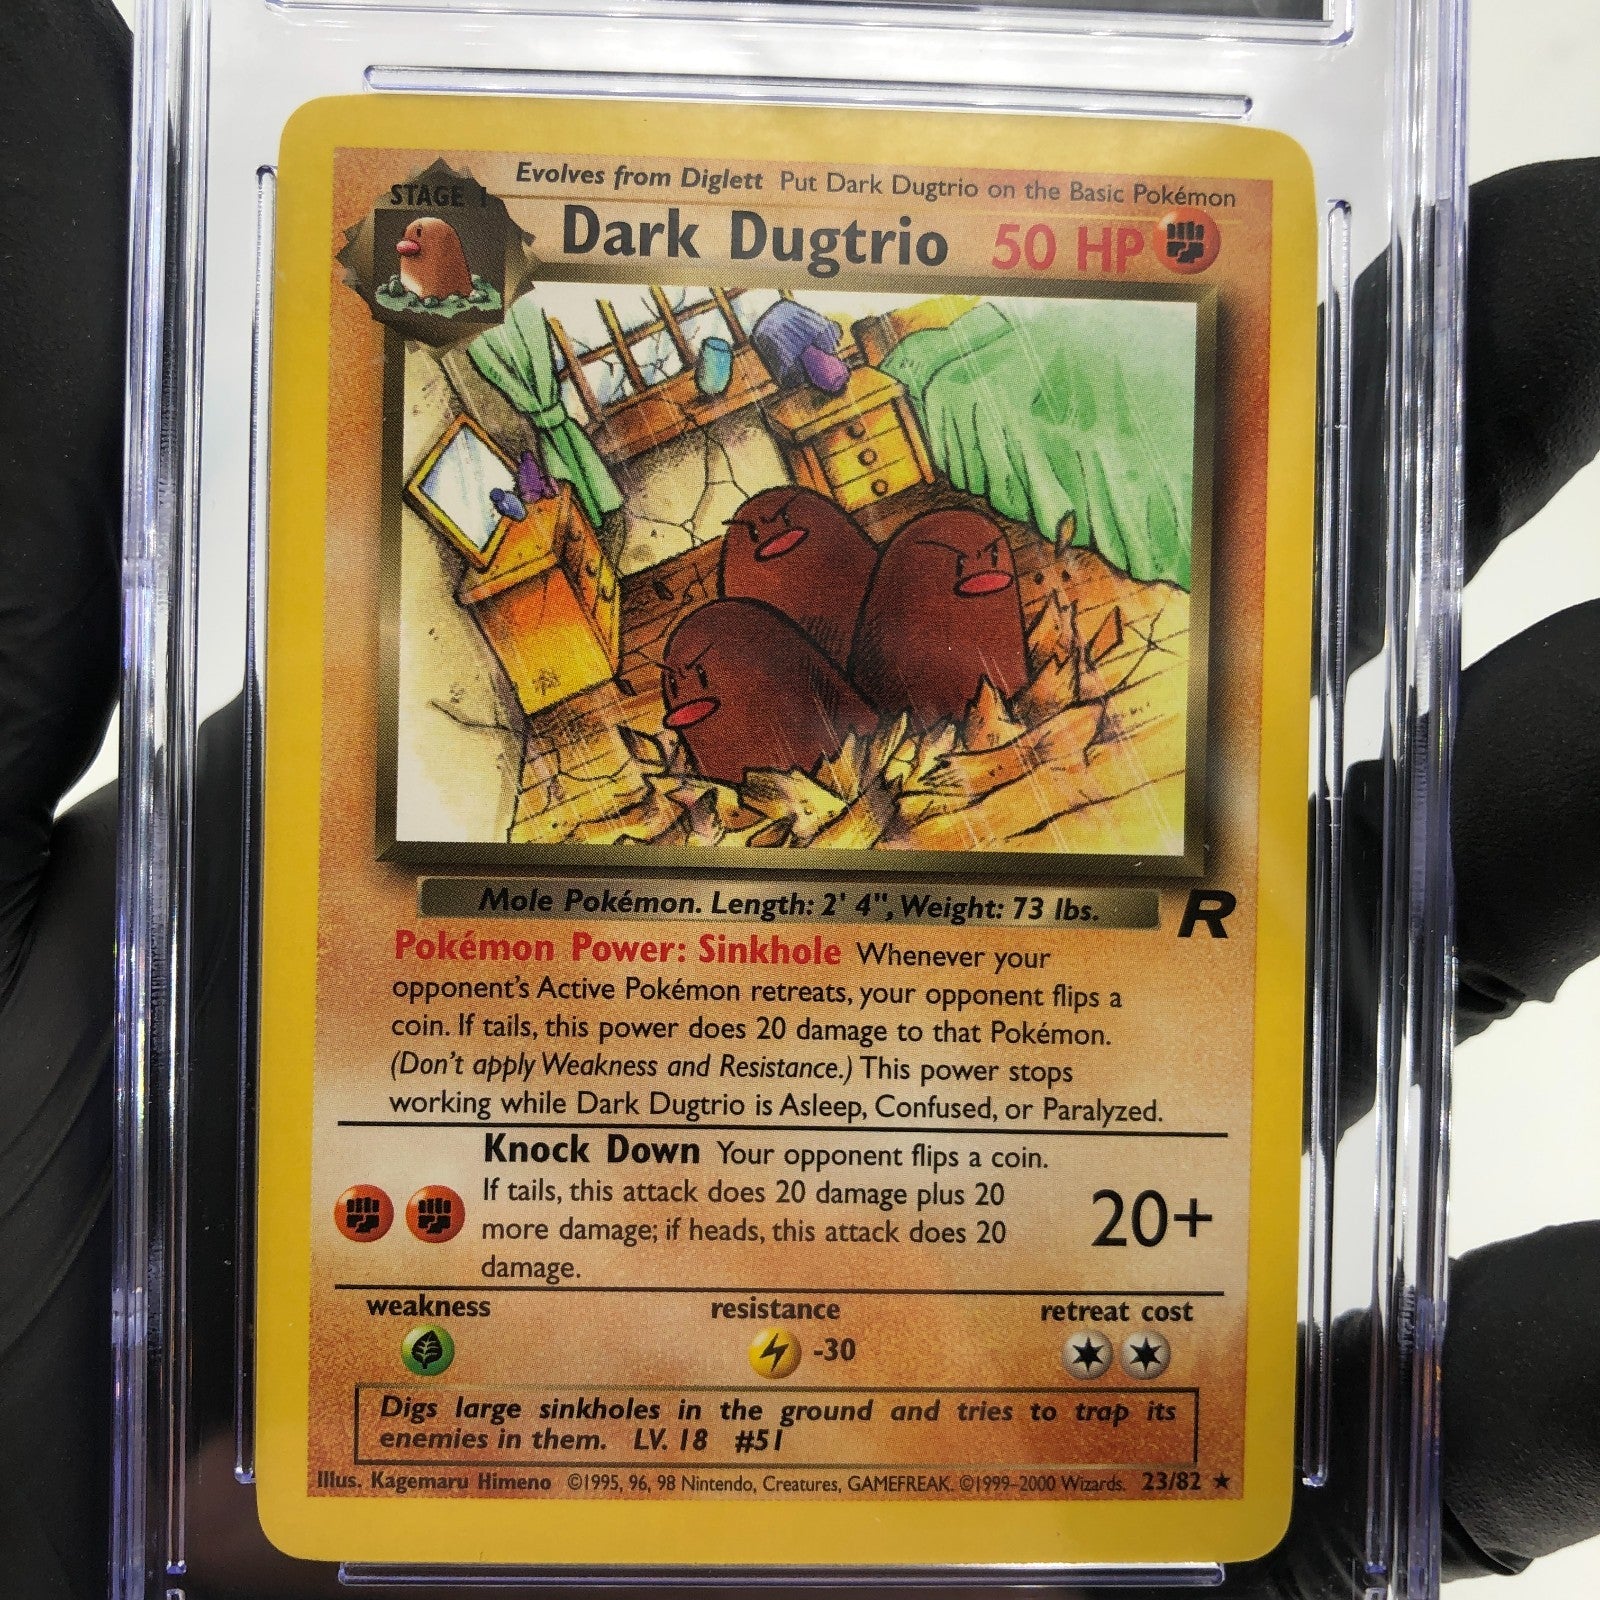 Evolves from Diglett Put Dark Dugtrio on the Basic Pokémon
STAGE 1
Dark Dugtrio 50 HP
Mole Pokémon. Length: 2' 4", Weight: 73 lbs.
R
Pokémon Power: Sinkhole Whenever your
opponent's Active Pokémon retreats, your opponent flips a
coin. If tails, this power does 20 damage to that Pokémon.
(Don't apply Weakness and Resistance.) This power stops
working while Dark Dugtrio is Asleep, Confused, or Paralyzed.
Knock Down Your opponent flips a coin.
If tails, this attack does 20 damage plus 20
more damage; if heads, this attack does 20
damage.
20+
weakness resistance retreat cost
-30
Digs large sinkholes in the ground and tries to trap its
enemies in them. LV. 18 #51
Illus. Kagemaru Himeno ©1995, 96, 98 Nintendo, Creatures, GAMEFREAK. ©1999-2000 Wizards. 23/82 ★